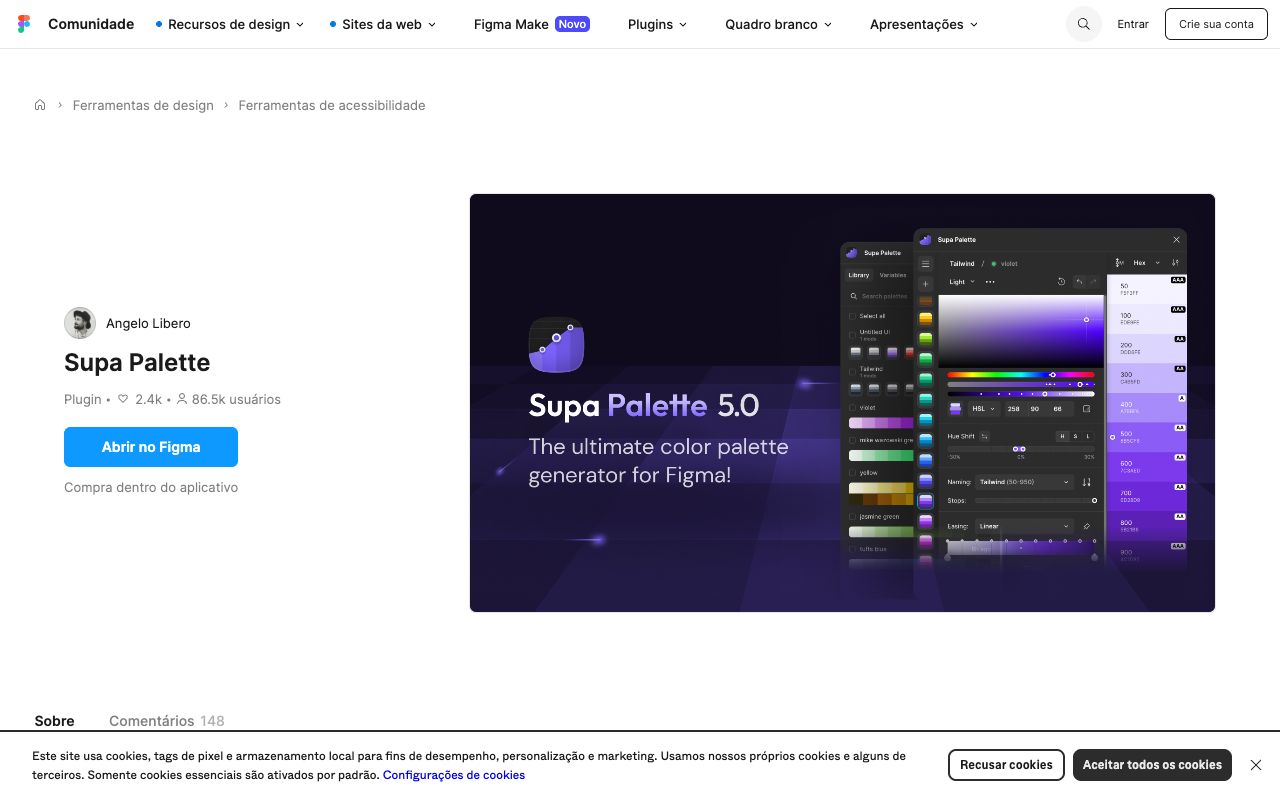 Comunidade
Recursos de design
Sites da web
Figma Make Novo
Plugins
Quadro branco
Apresentações
Entrar
Crie sua conta
Ferramentas de design
Ferramentas de acessibilidade
Angelo Libero
Supa Palette
Plugin • 2.4k • 86.5k usuários
Abrir no Figma
Compra dentro do aplicativo
Supa Palette 5.0
The ultimate color palette
generator for Figma!
Supa Palette
Library Variables
Search palettes
Select all
Untitled UI
1 mode
Tailwind
1 mode
violet
mike wazowski gre
yellow
jasmine green
tufts blue
Supa Palette
Tailwind / violet
Hex
Light
HSL 258 90 66
Hue Shift
H S L
-30% 0% 30%
Naming: Tailwind (50-950)
Stops:
Easing: Linear
50 AAA
F5F3FF
100 AAA
EDE9FE
200 AA
DDD6FE
300 AA
C4B5FD
400 A
A78BFA
500 AA
8B5CF6
600 AA
7C3AED
700 AA
800 AA
900 AAA
Sobre
Comentários 148
Este site usa cookies, tags de pixel e armazenamento local para fins de desempenho, personalização e marketing. Usamos nossos próprios cookies e alguns de
terceiros. Somente cookies essenciais são ativados por padrão. Configurações de cookies
Recusar cookies
Aceitar todos os cookies